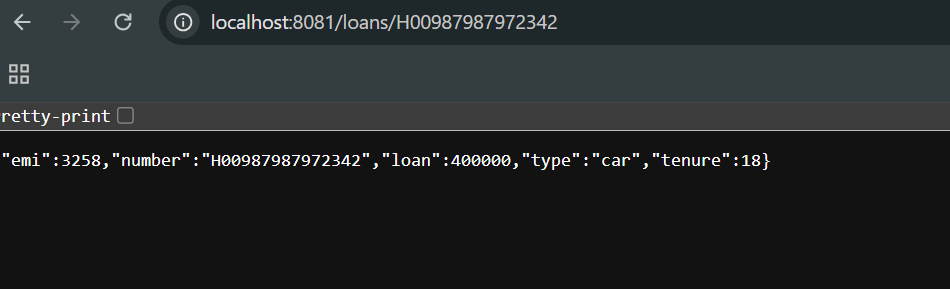 localhost:8081/loans/H00987987972342
retty-print
"emi":3258,"number":"H00987987972342","loan":400000,"type":"car","tenure":18}